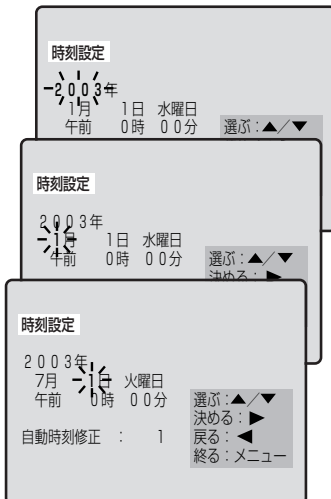 時刻設定
2003年
1月 1日 水曜日
午前 0時 00分
選ぶ：▲／▼
時刻設定
2003年
1月 1日 水曜日
午前 0時 00分
選ぶ：▲／▼
決める：▶
時刻設定
2003年
7月 1日 火曜日
午前 0時 00分
自動時刻修正 ： 1
選ぶ：▲／▼
決める：▶
戻る：◀
終る：メニュー